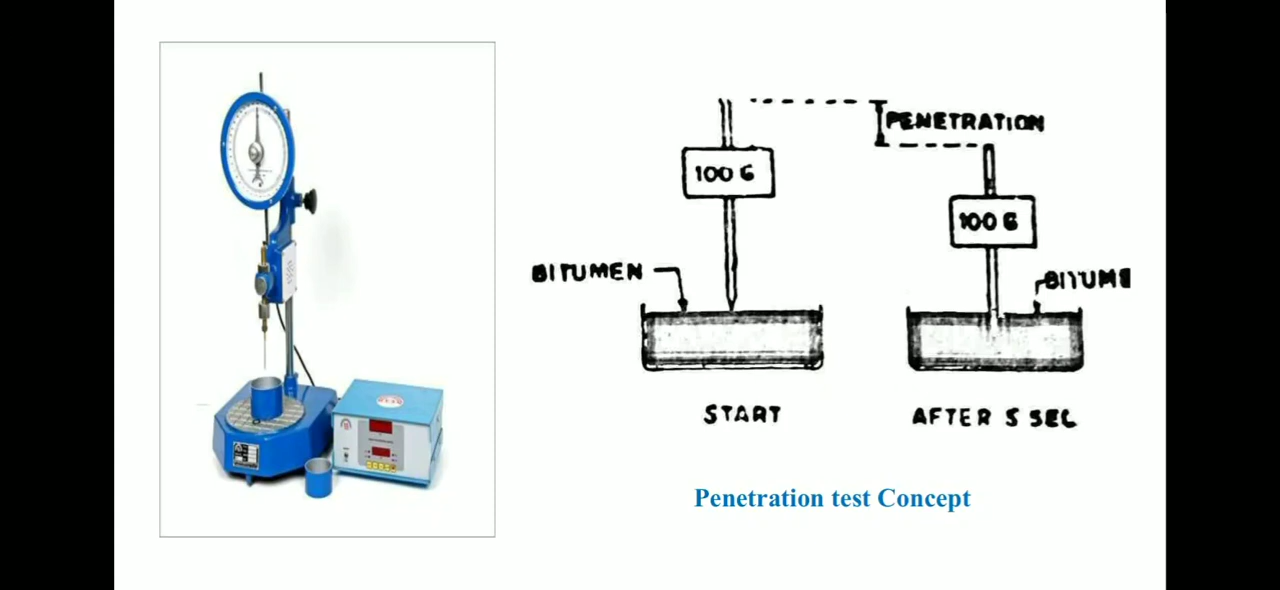 PENETRATION
100 G
100 G
BITUMEN
BITUME
START
AFTER 5 SEC
Penetration test Concept